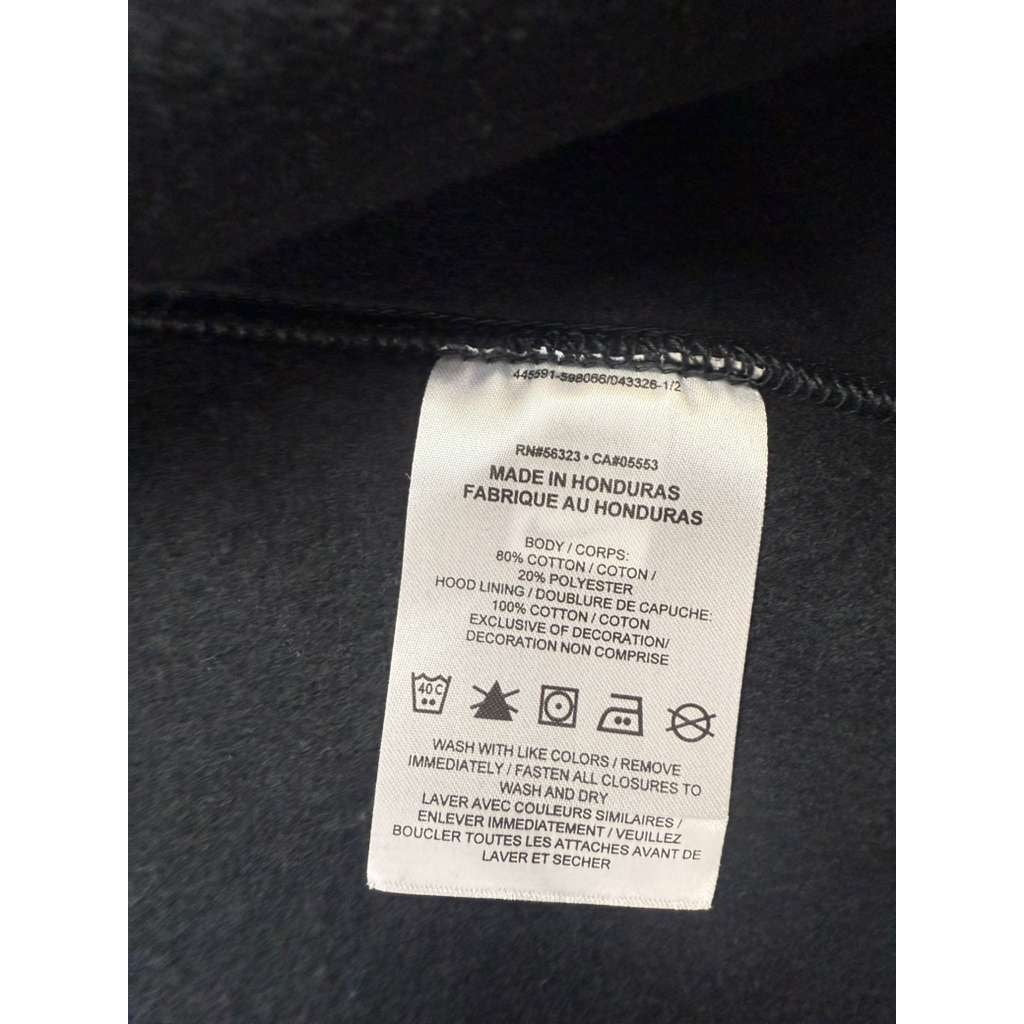 445591-598066/043326-1/2
RN#56323 • CA#05553
MADE IN HONDURAS
FABRIQUE AU HONDURAS
BODY / CORPS:
80% COTTON / COTON /
20% POLYESTER
HOOD LINING / DOUBLURE DE CAPUCHE:
100% COTTON / COTON
EXCLUSIVE OF DECORATION/
DECORATION NON COMPRISE
40C
WASH WITH LIKE COLORS / REMOVE
IMMEDIATELY / FASTEN ALL CLOSURES TO
WASH AND DRY
LAVER AVEC COULEURS SIMILAIRES /
ENLEVER IMMEDIATEMENT / VEUILLEZ
BOUCLER TOUTES LES ATTACHES AVANT DE
LAVER ET SECHER